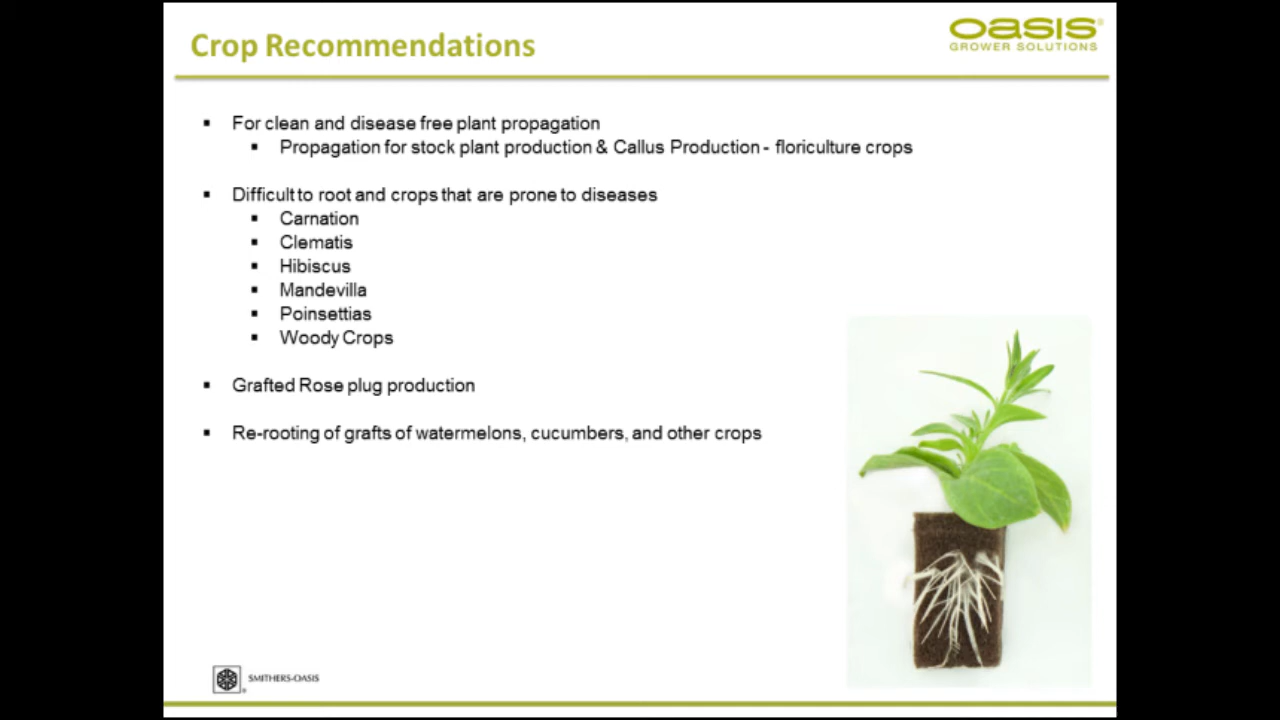 Crop Recommendations
oasis®
GROWER SOLUTIONS
▪ For clean and disease free plant propagation
▪ Propagation for stock plant production & Callus Production - floriculture crops
▪ Difficult to root and crops that are prone to diseases
▪ Carnation
▪ Clematis
▪ Hibiscus
▪ Mandevilla
▪ Poinsettias
▪ Woody Crops
▪ Grafted Rose plug production
▪ Re-rooting of grafts of watermelons, cucumbers, and other crops
SMITHERS-OASIS